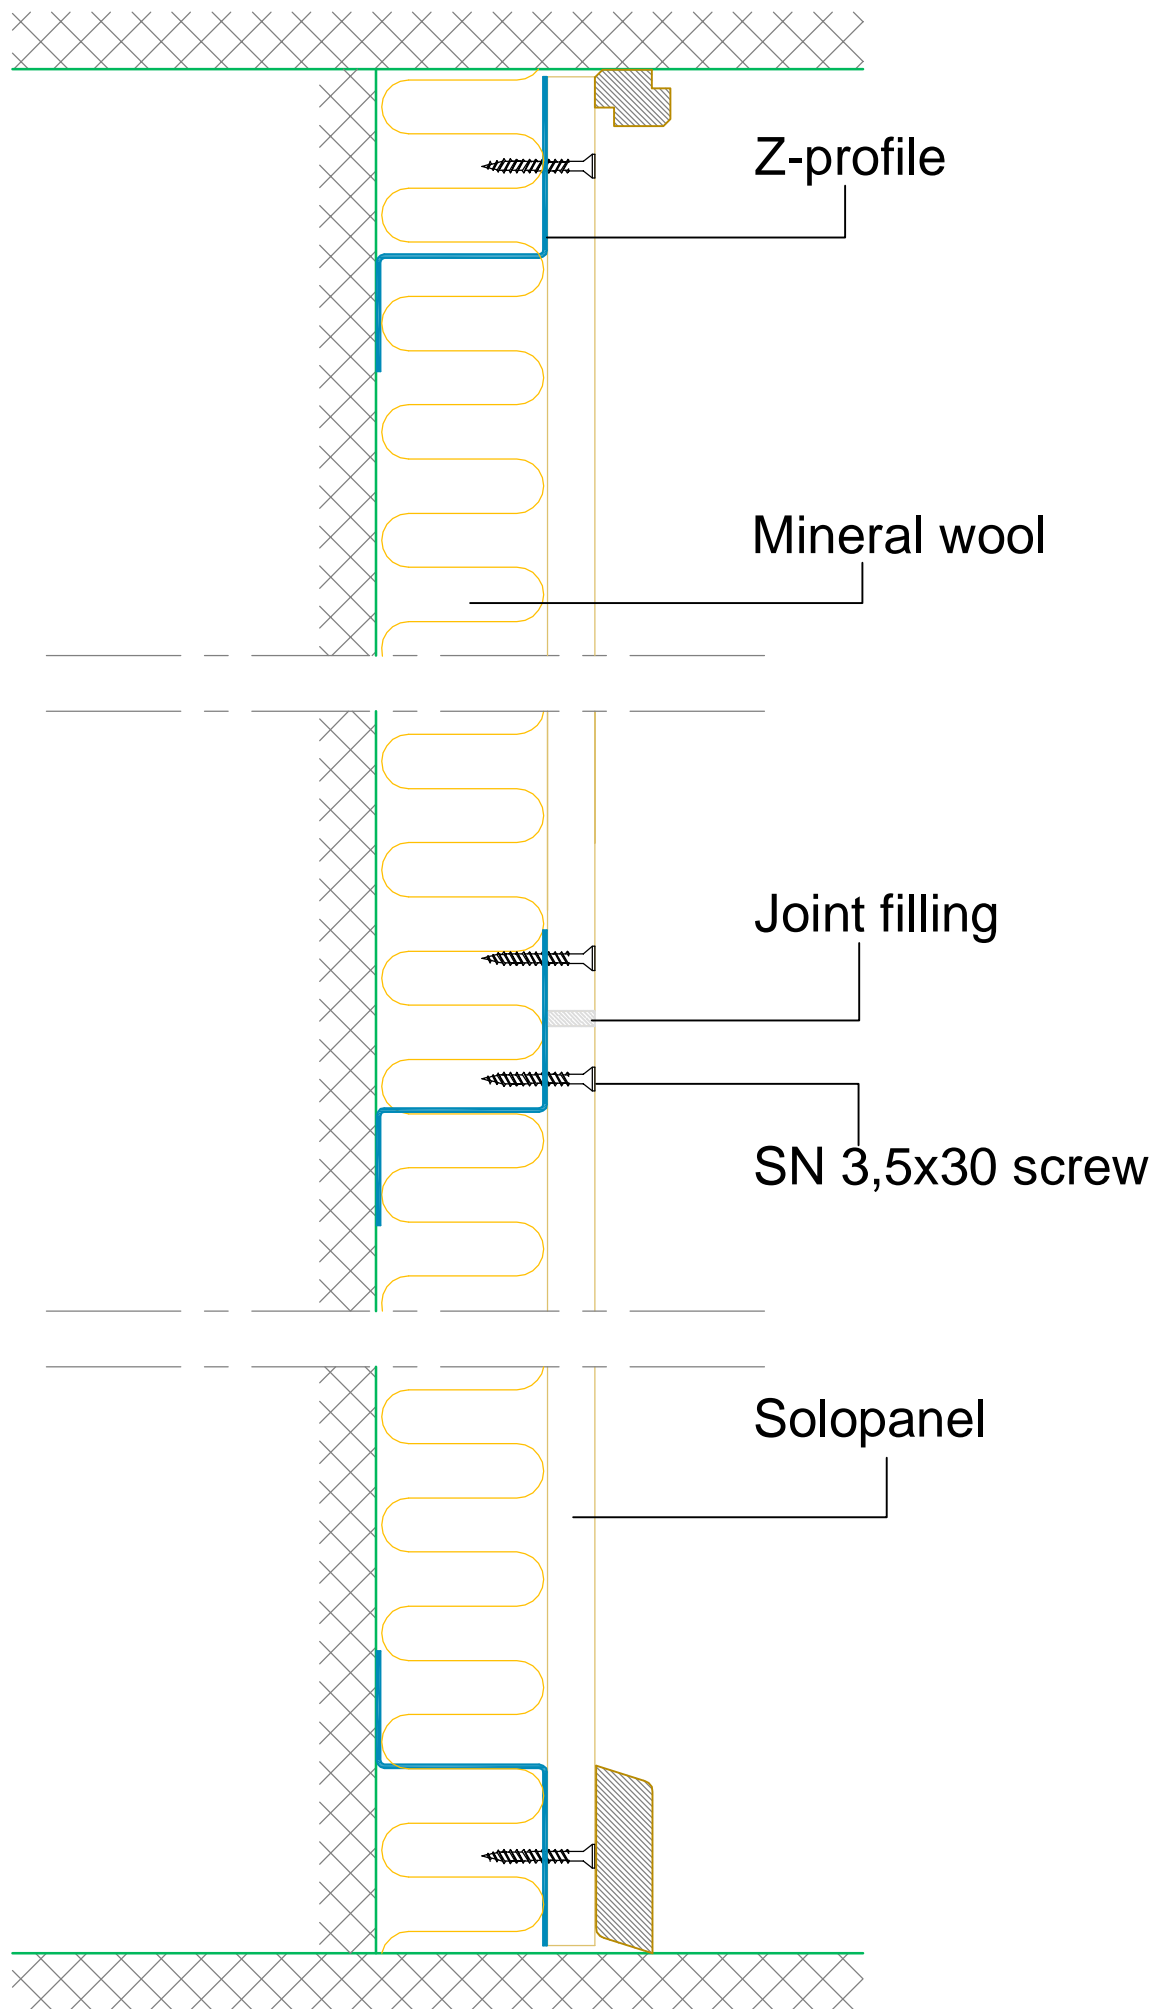 Z-profile
Mineral wool
Joint filling
SN 3,5x30 screw
Solopanel